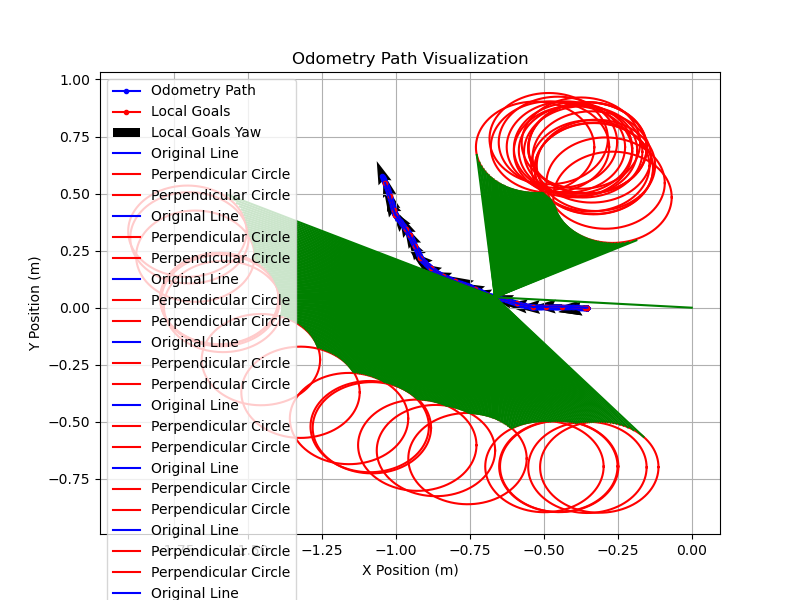 Odometry Path Visualization
Y Position (m)
1.00
0.75
0.50
0.25
0.00
−0.25
−0.50
−0.75
Odometry Path
Local Goals
Local Goals Yaw
Original Line
Perpendicular Circle
Perpendicular Circle
Original Line
Perpendicular Circle
Perpendicular Circle
Original Line
Perpendicular Circle
Perpendicular Circle
Original Line
Perpendicular Circle
Perpendicular Circle
Original Line
Perpendicular Circle
Perpendicular Circle
Original Line
Perpendicular Circle
Perpendicular Circle
Original Line
Perpendicular Circle
Perpendicular Circle
Original Line
−1.25
−1.00
−0.75
−0.50
−0.25
0.00
X Position (m)